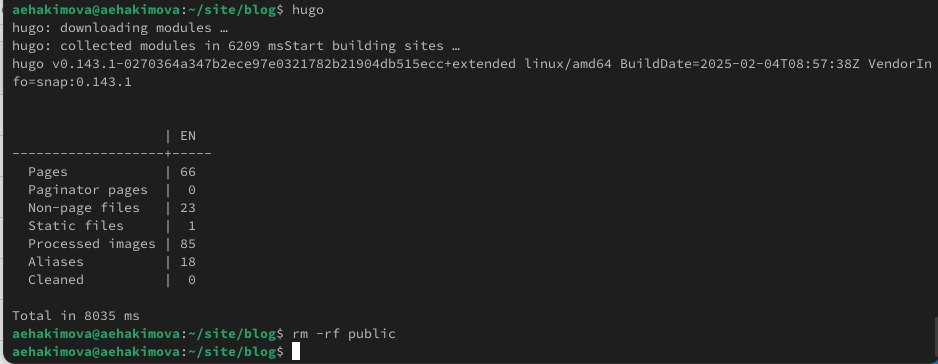 aehakimova@aehakimova:~/site/blog$ hugo
hugo: downloading modules …
hugo: collected modules in 6209 msStart building sites …
hugo v0.143.1-0270364a347b2ece97e0321782b21904db515ecc+extended linux/amd64 BuildDate=2025-02-04T08:57:38Z VendorIn
fo=snap:0.143.1
                   | EN
-------------------+-----
  Pages            | 66
  Paginator pages  |  0
  Non-page files   | 23
  Static files     |  1
  Processed images | 85
  Aliases          | 18
  Cleaned          |  0
Total in 8035 ms
aehakimova@aehakimova:~/site/blog$ rm -rf public
aehakimova@aehakimova:~/site/blog$